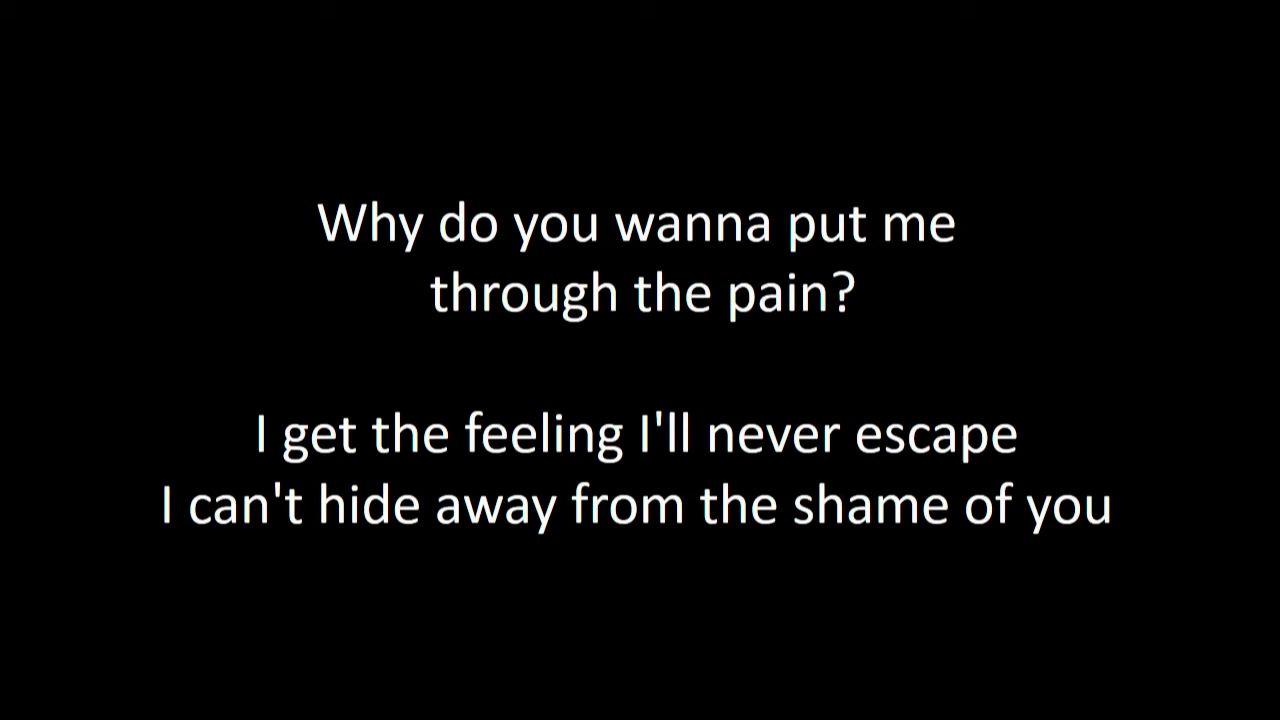 Why do you wanna put me
through the pain?
I get the feeling I'll never escape
I can't hide away from the shame of you